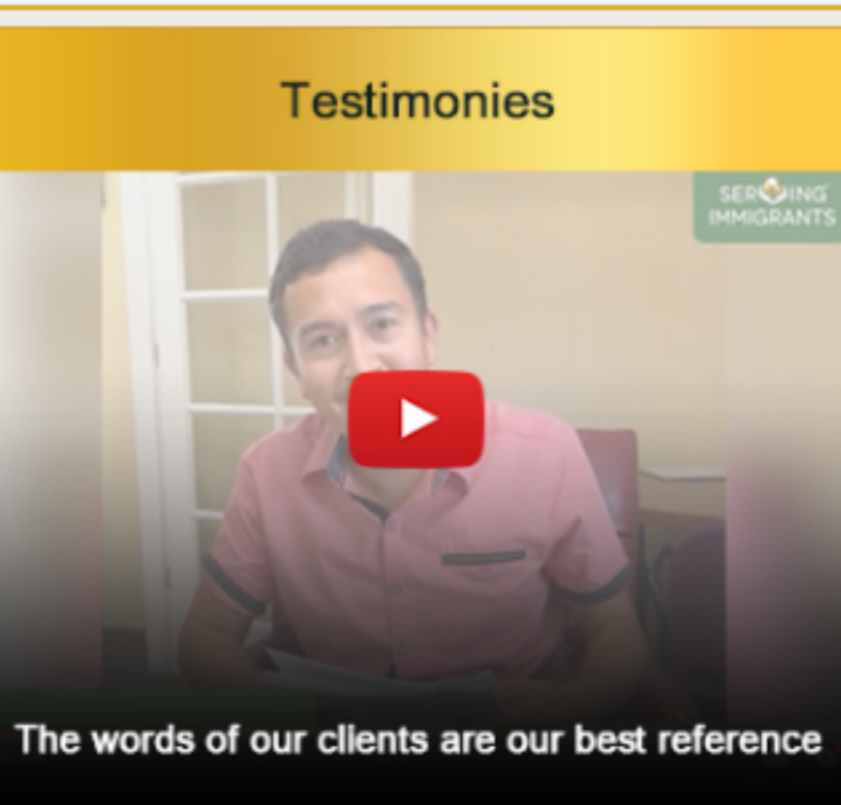 Testimonies
SERVING
IMMIGRANTS
The words of our clients are our best reference